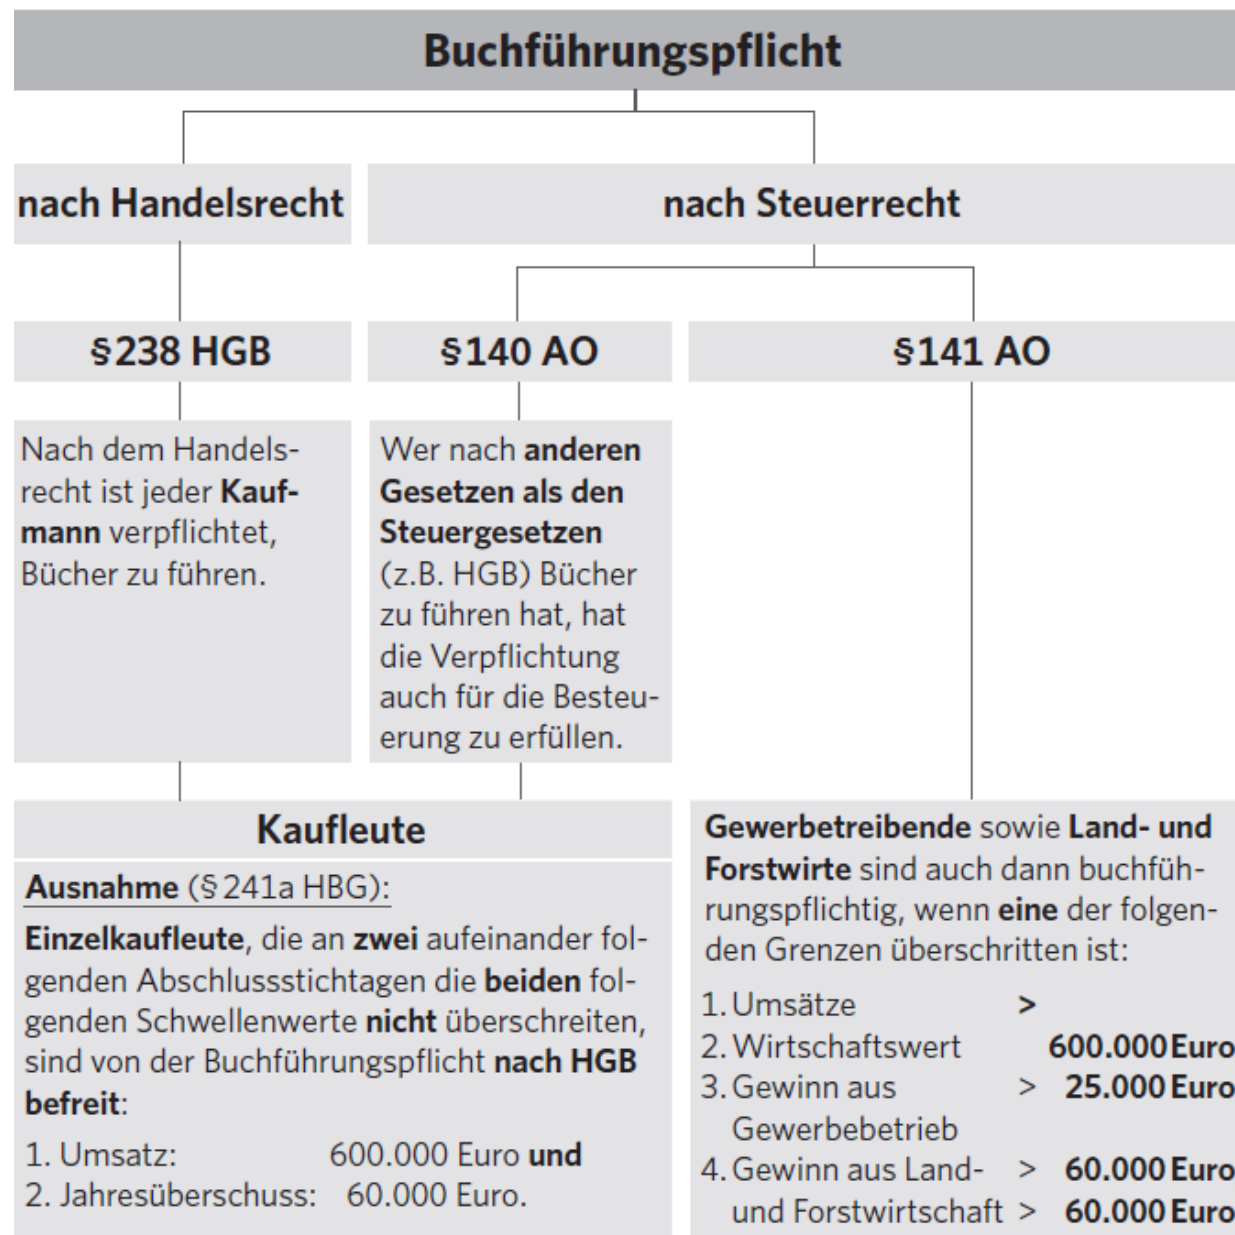 Buchführungspflicht
nach Handelsrecht
nach Steuerrecht
§ 238 HGB
§ 140 AO
§ 141 AO
Nach dem Handels-
recht ist jeder Kauf-
mann verpflichtet,
Bücher zu führen.
Wer nach anderen
Gesetzen als den
Steuergesetzen
(z.B. HGB) Bücher
zu führen hat, hat
die Verpflichtung
auch für die Besteu-
erung zu erfüllen.
Kaufleute
Ausnahme (§ 241a HBG):
Einzelkaufleute, die an zwei aufeinander fol-
genden Abschlussstichtagen die beiden fol-
genden Schwellenwerte nicht überschreiten,
sind von der Buchführungspflicht nach HGB
befreit:
1. Umsatz: 600.000 Euro und
2. Jahresüberschuss: 60.000 Euro.
Gewerbetreibende sowie Land- und
Forstwirte sind auch dann buchfüh-
rungspflichtig, wenn eine der folgen-
den Grenzen überschritten ist:
1. Umsätze >
2. Wirtschaftswert 600.000 Euro
3. Gewinn aus > 25.000 Euro
Gewerbebetrieb
4. Gewinn aus Land- > 60.000 Euro
und Forstwirtschaft > 60.000 Euro